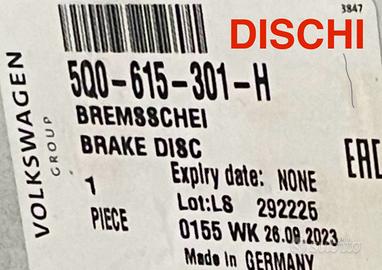 3847
DISCHI
VOLKSWAGEN
GROUP
5Q0-615-301-H
BREMSSCHEI
BRAKE DISC
EAC
1
PIECE
Expiry date: NONE
Lot:LS 292225
0155 WK 26.09.2023
Made in GERMANY